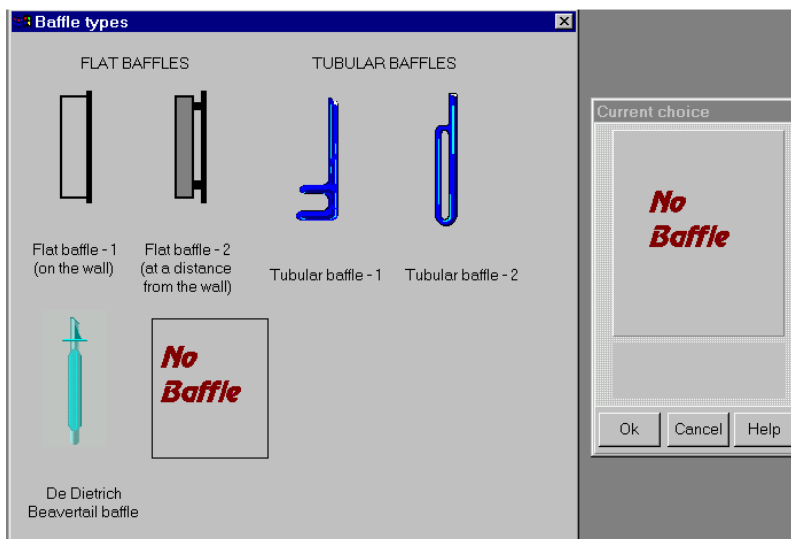 Baffle types
FLAT BAFFLES
TUBULAR BAFFLES
Flat baffle - 1
(on the wall)
Flat baffle - 2
(at a distance
from the wall)
Tubular baffle - 1
Tubular baffle - 2
De Dietrich
Beavertail baffle
No
Baffle
Current choice
No
Baffle
Ok
Cancel
Help